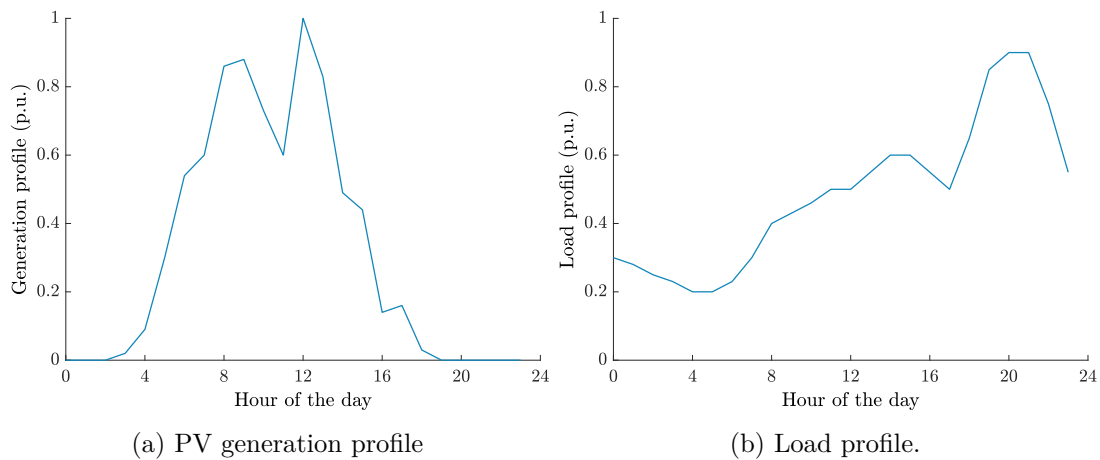 1
0.8
0.6
0.4
0.2
0
Generation profile (p.u.)
0 4 8 12 16 20 24
Hour of the day
(a) PV generation profile
1
0.8
0.6
0.4
0.2
0
Load profile (p.u.)
0 4 8 12 16 20 24
Hour of the day
(b) Load profile.